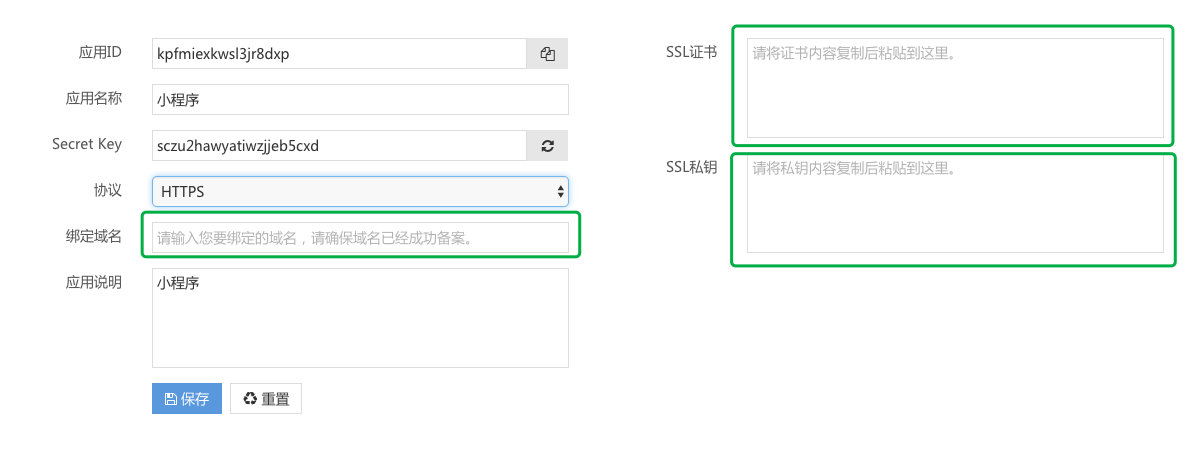 应用ID
kpfmiexkwsl3jr8dxp
应用名称
小程序
Secret Key
sczu2hawyatiwzjjeb5cxd
协议
HTTPS
绑定域名
请输入您要绑定的域名，请确保域名已经成功备案。
应用说明
小程序
保存
重置
SSL证书
请将证书内容复制后粘贴到这里。
SSL私钥
请将私钥内容复制后粘贴到这里。